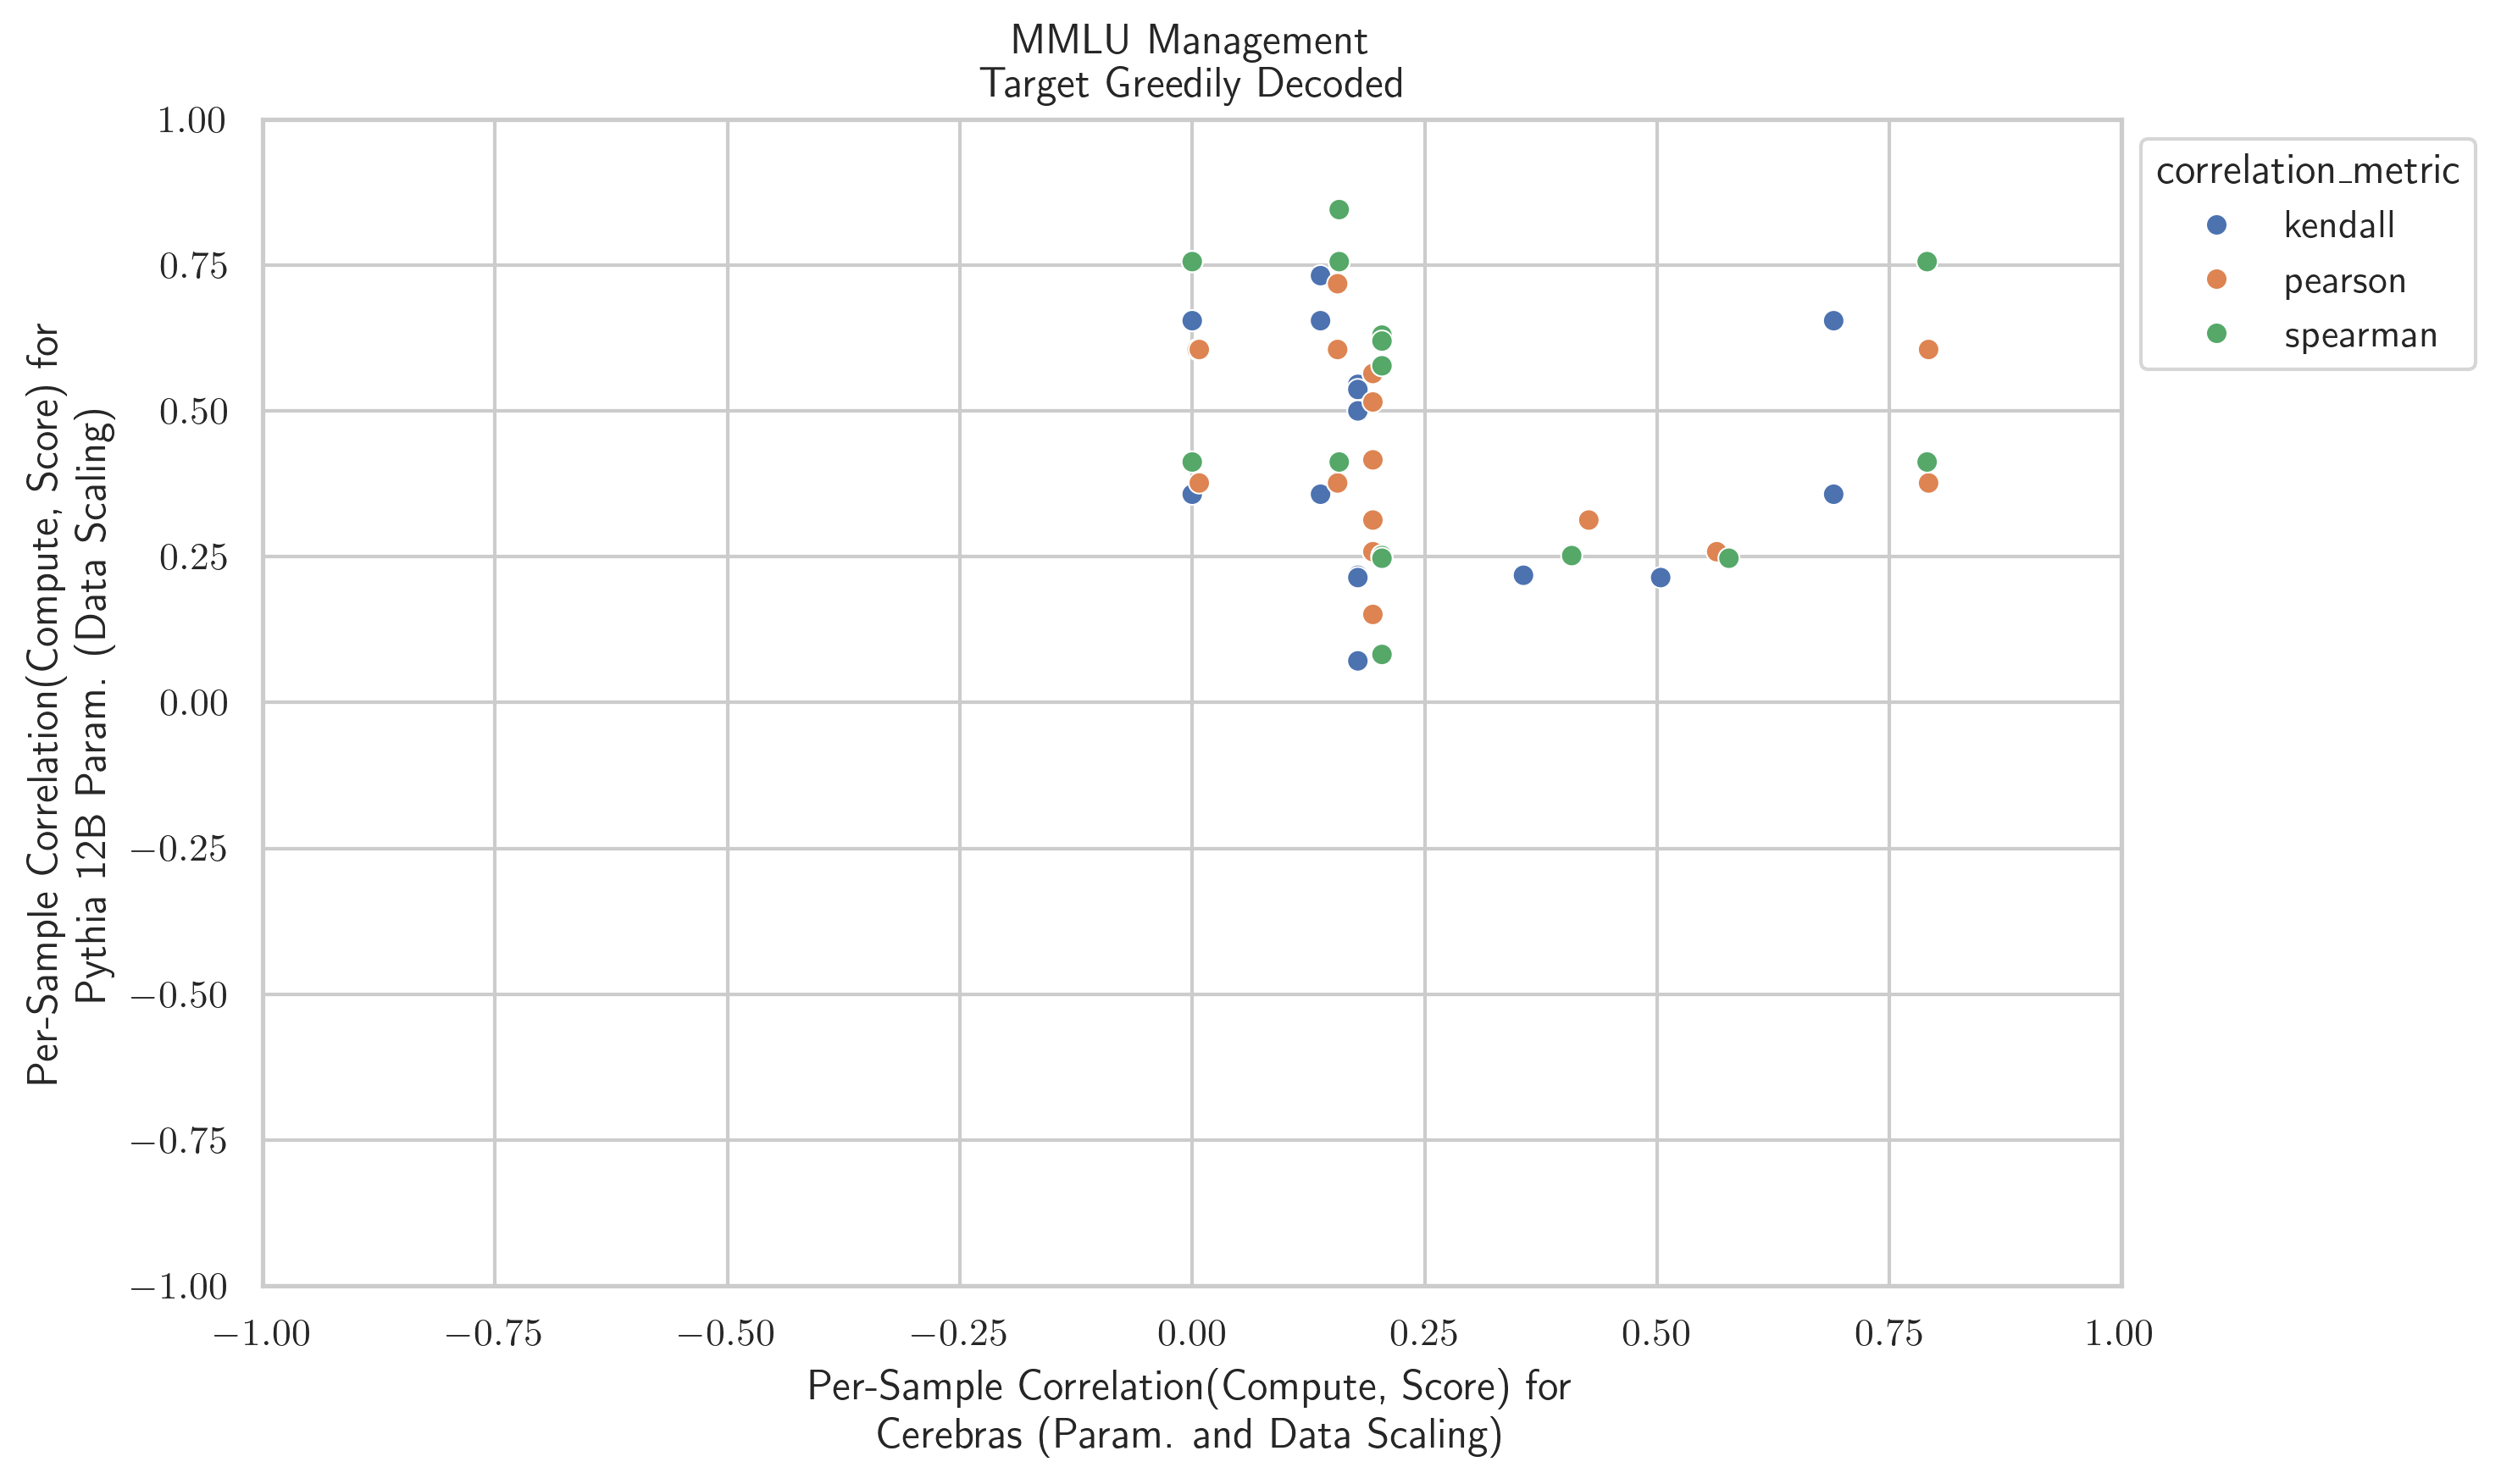 MMLU Management
Target Greedily Decoded
1.00
0.75
0.50
0.25
0.00
−0.25
−0.50
−0.75
−1.00
Per-Sample Correlation(Compute, Score) for
Pythia 12B Param. (Data Scaling)
correlation_metric
kendall
pearson
spearman
−1.00 −0.75 −0.50 −0.25 0.00 0.25 0.50 0.75 1.00
Per-Sample Correlation(Compute, Score) for
Cerebras (Param. and Data Scaling)